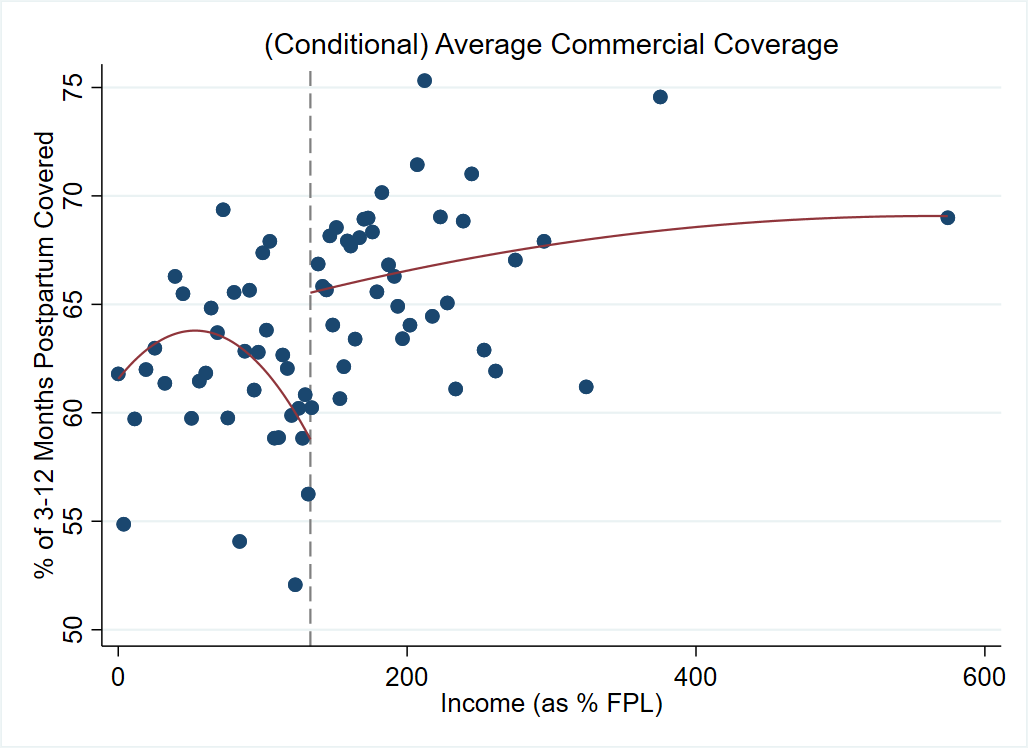 (Conditional) Average Commercial Coverage
% of 3-12 Months Postpartum Covered
75
70
65
60
55
50
0 200 400 600
Income (as % FPL)